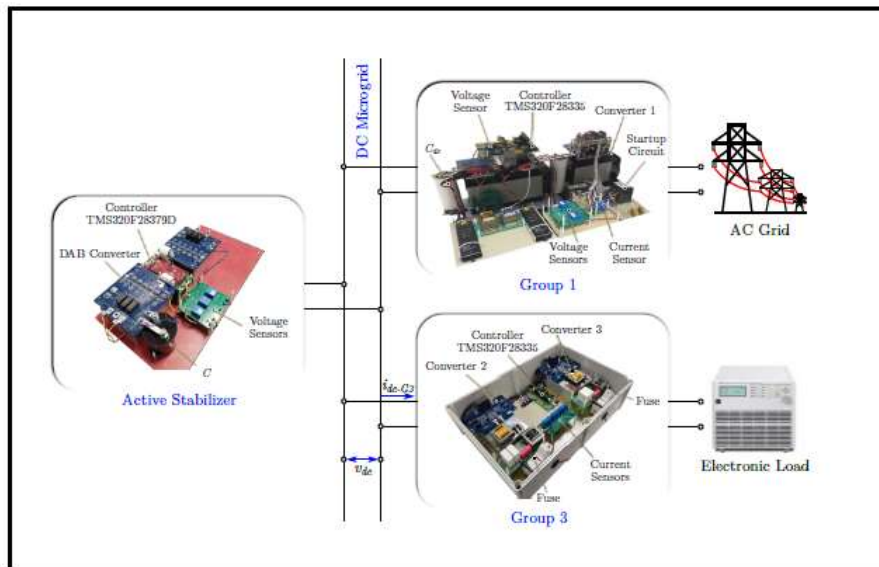 DC Microgrid
Voltage
Sensor
Controller
TMS320F28335
Converter 1
Startup
Circuit
Voltage
Sensors
Current
Sensor
Group 1
AC Grid
Controller
TMS320F28379D
DAB Converter
Voltage
Sensors
C
Active Stabilizer
i_dc-G3
v_dc
Controller
TMS320F28335
Converter 3
Converter 2
Fuse
Current
Sensors
Fuse
Group 3
Electronic Load